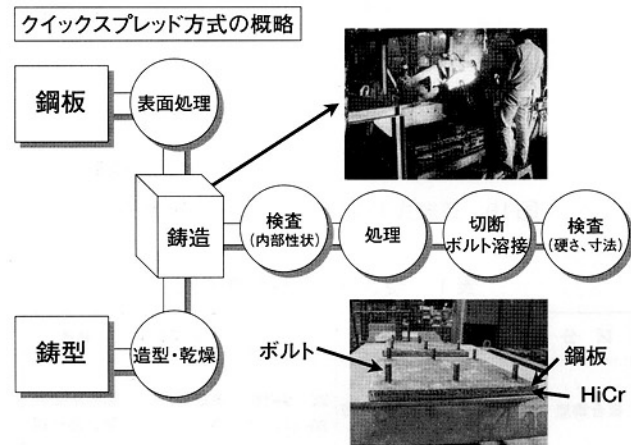 クイックスプレッド方式の概略
鋼板
表面処理
鋳造
検査
(内部性状)
処理
切断
ボルト溶接
検査
(硬さ、寸法)
鋳型
造型・乾燥
ボルト
鋼板
HiCr